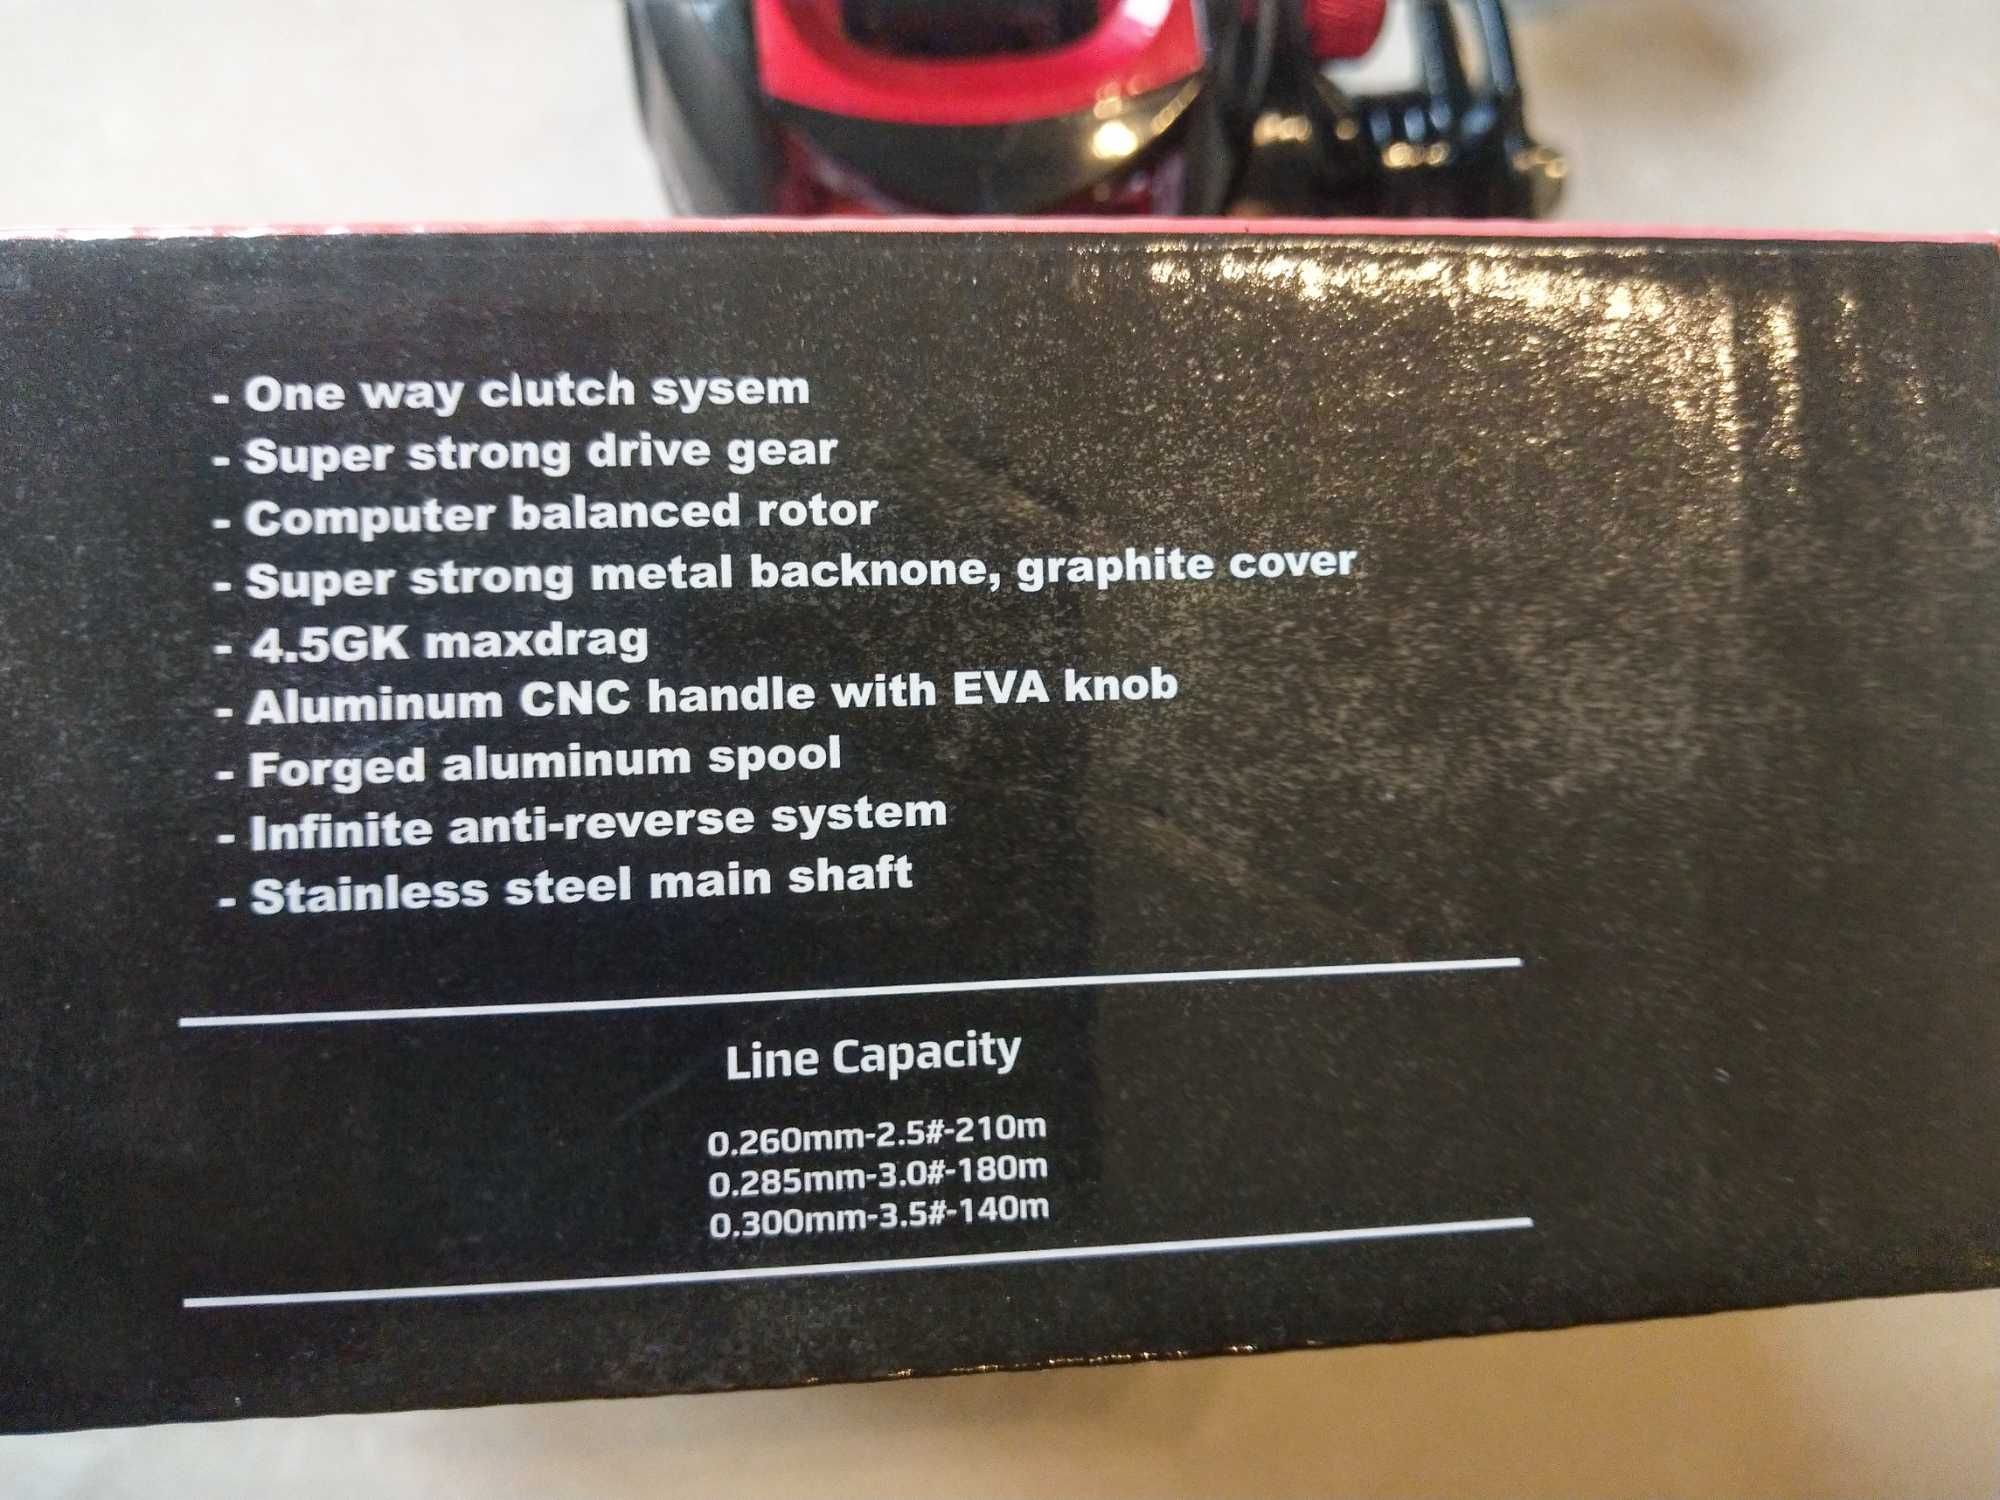 - One way clutch sysem
- Super strong drive gear
- Computer balanced rotor
- Super strong metal backnone, graphite cover
- 4.5GK maxdrag
- Aluminum CNC handle with EVA knob
- Forged aluminum spool
- Infinite anti-reverse system
- Stainless steel main shaft
Line Capacity
0.260mm-2.5#-210m
0.285mm-3.0#-180m
0.300mm-3.5#-140m